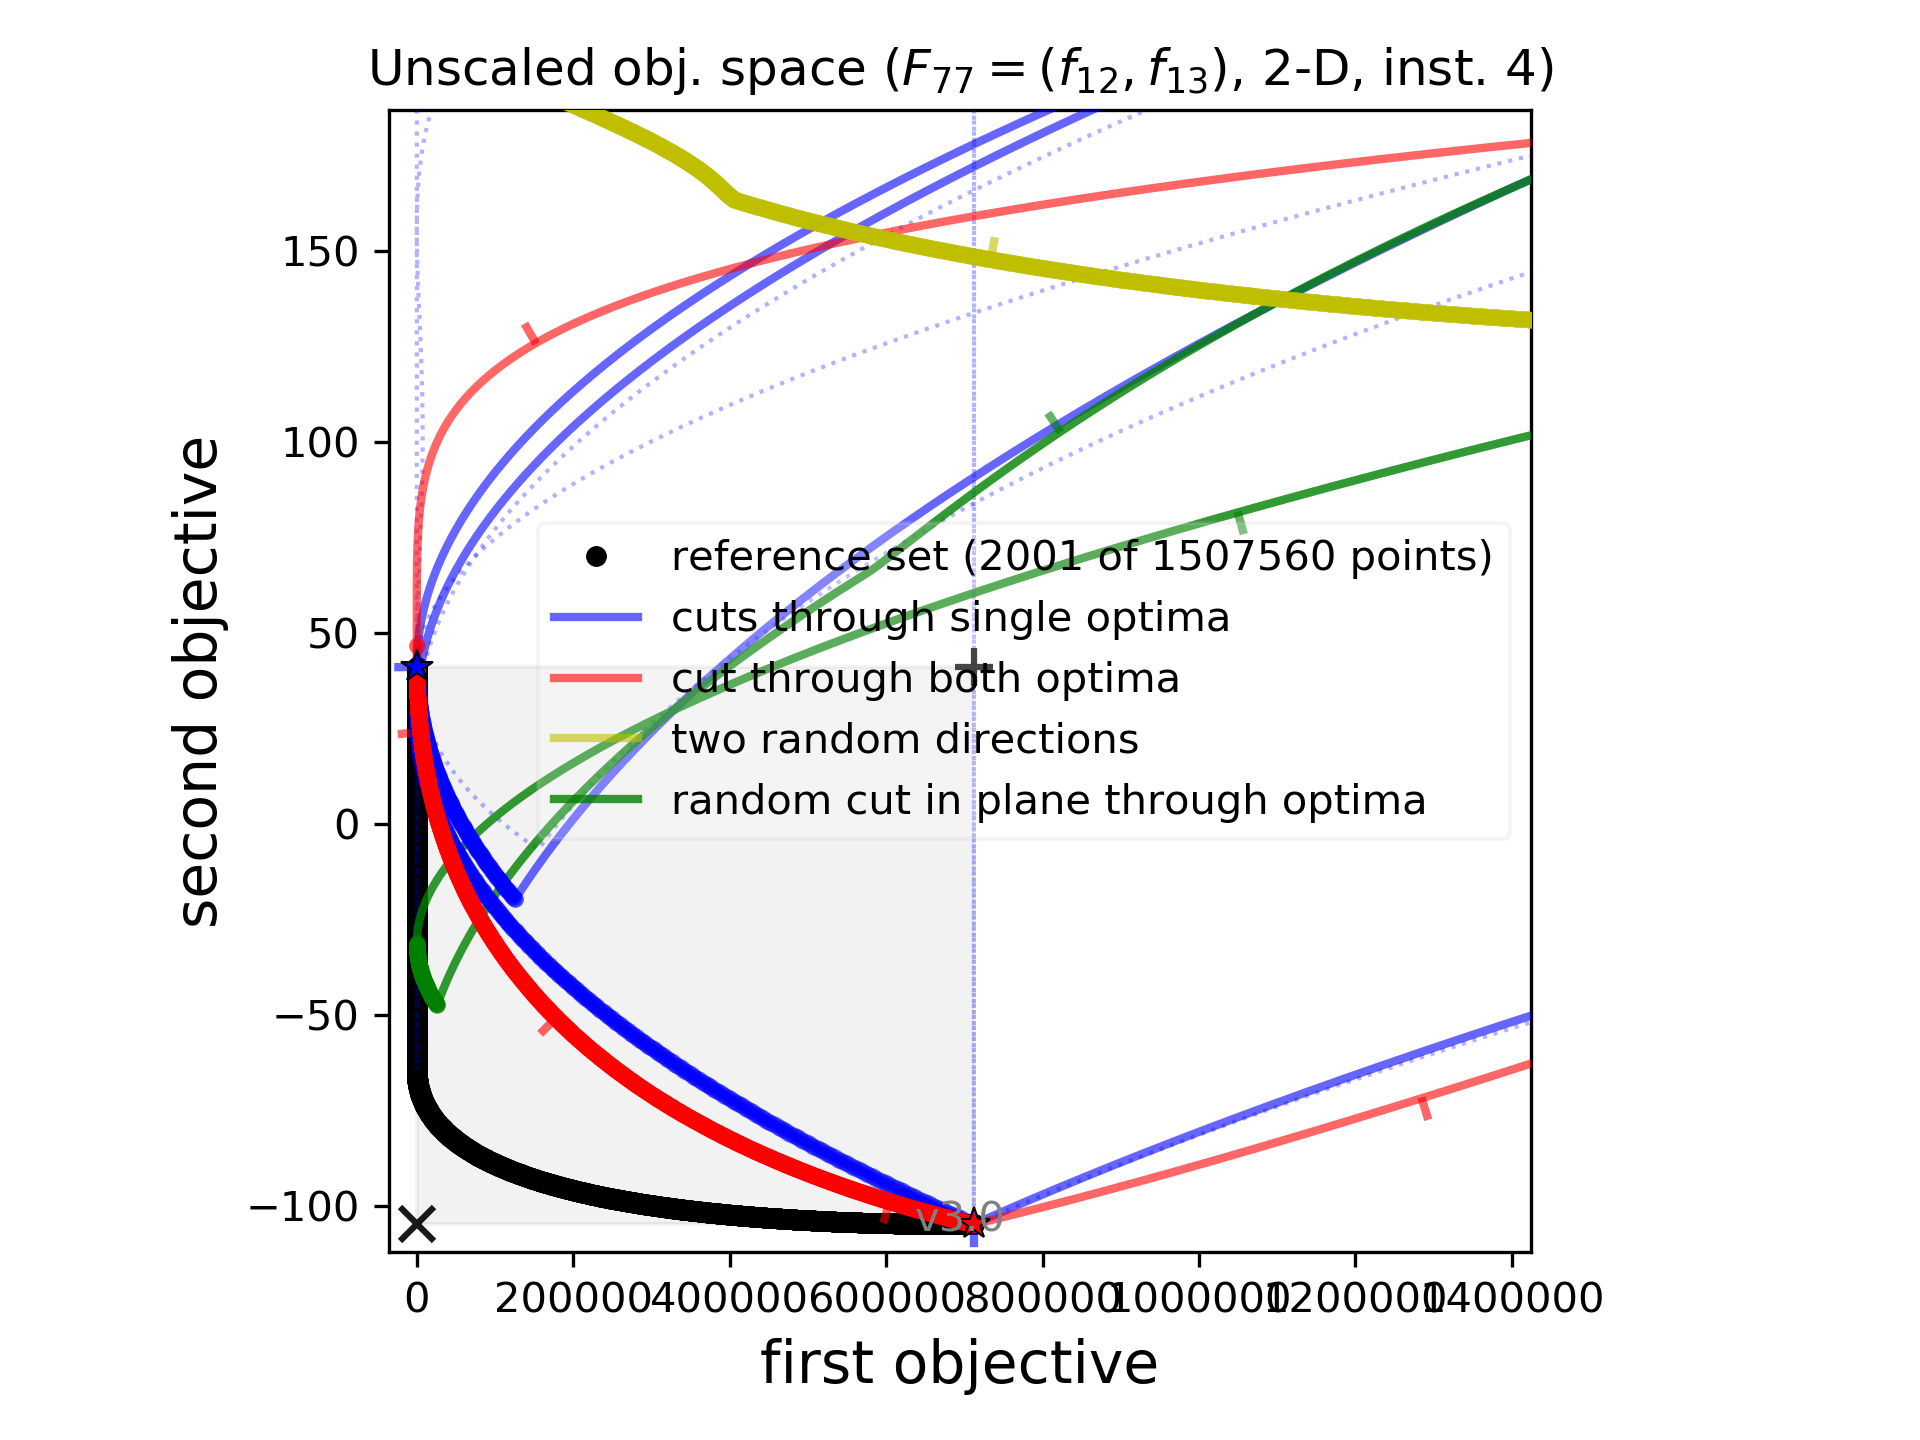 Unscaled obj. space (F77 = (f12, f13), 2-D, inst. 4)
second objective
150
100
50
0
−50
−100
reference set (2001 of 1507560 points)
cuts through single optima
cut through both optima
two random directions
random cut in plane through optima
v3.0
0 200000 400000 600000 800000 1000000 1200000 1400000
first objective